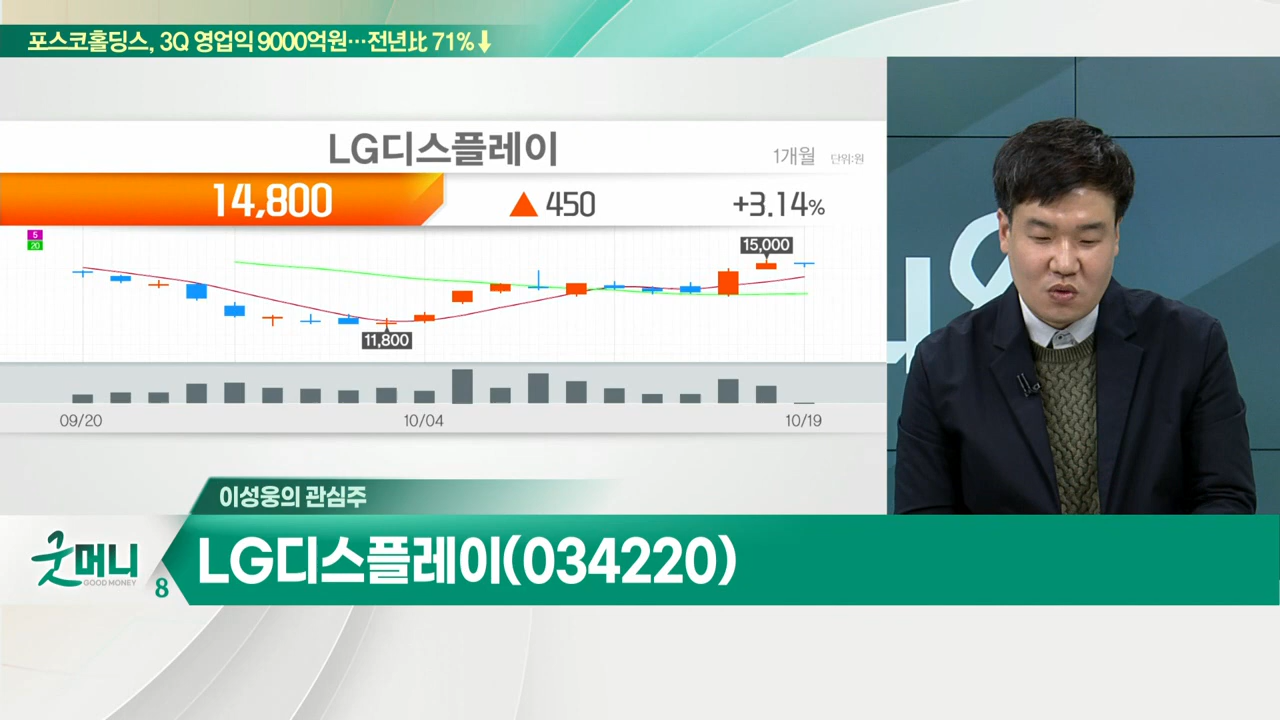 포스코홀딩스, 3Q 영업익 9000억원…전년比 71%⬇
LG디스플레이
1개월 단위:원
14,800 ▲ 450 +3.14%
5
20
15,000
11,800
09/20 10/04 10/19
이성웅의 관심주
LG디스플레이(034220)
굿머니
GOOD MONEY
8